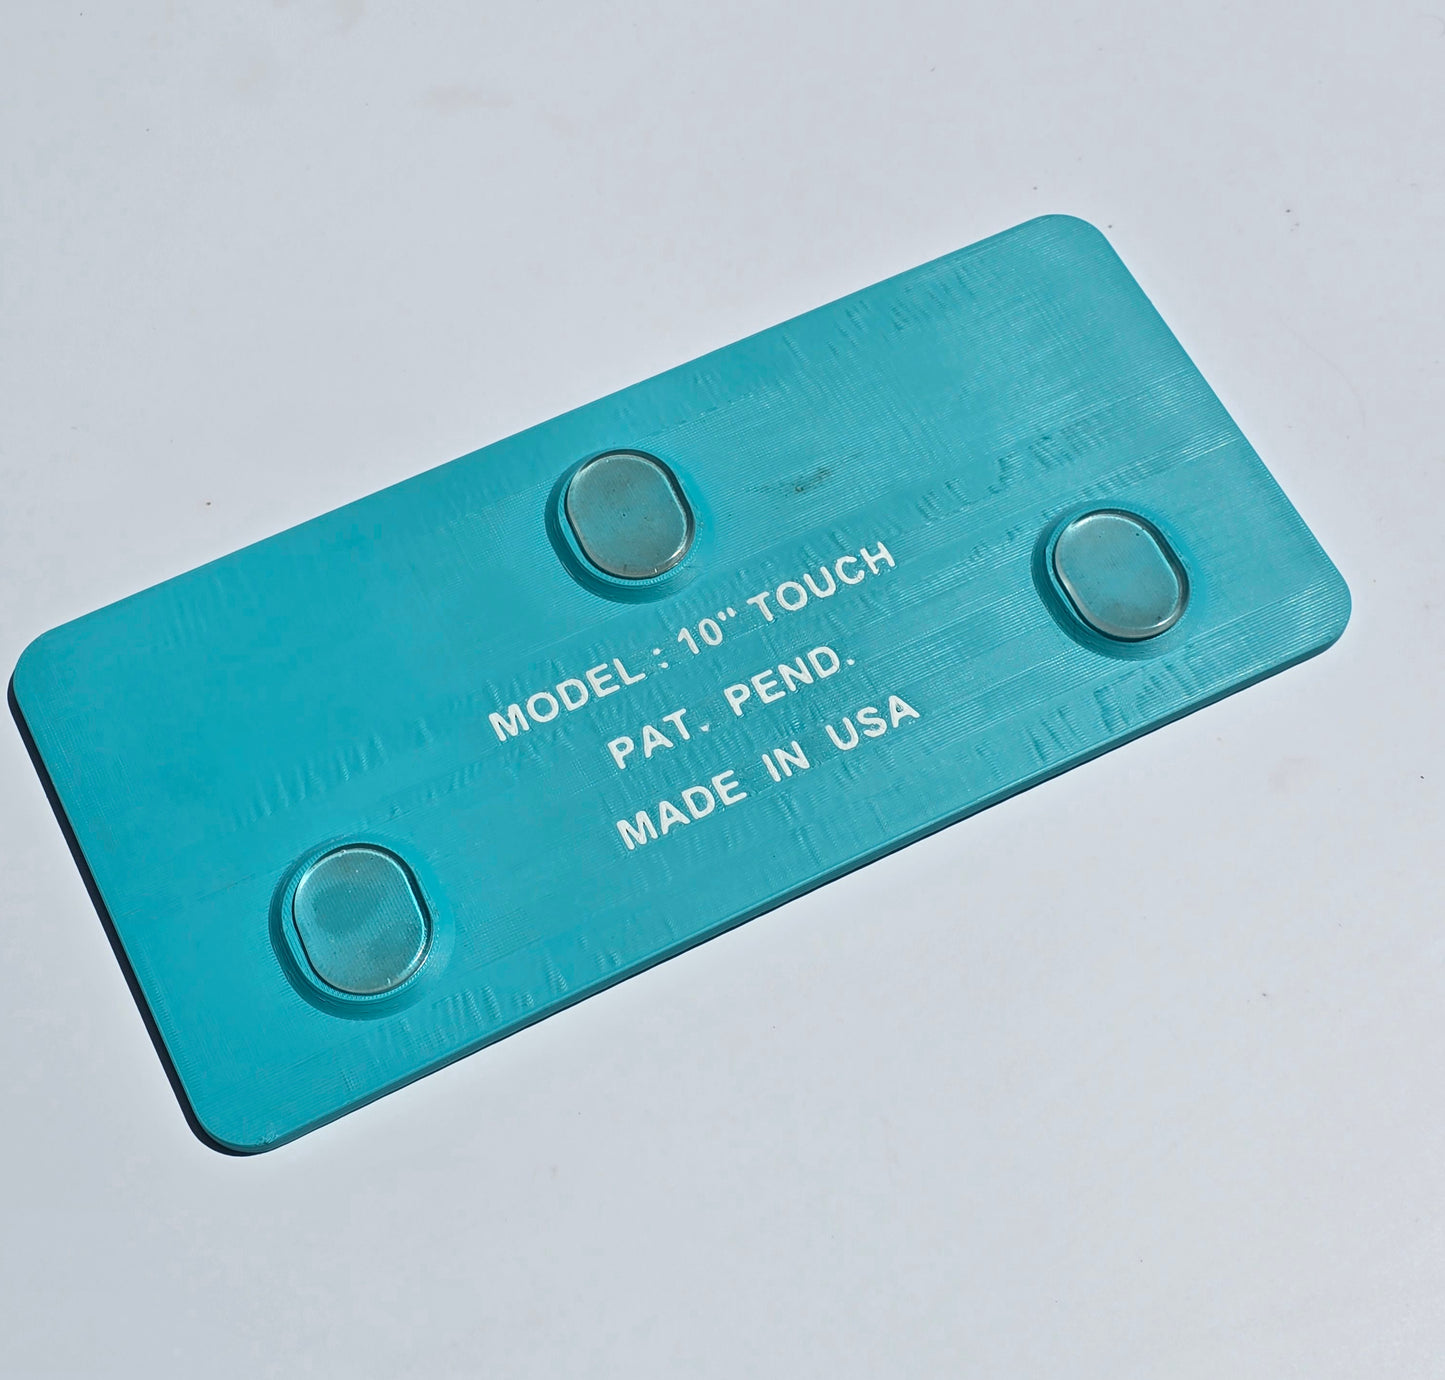 MODEL : 10" TOUCH
PAT. PEND.
MADE IN USA